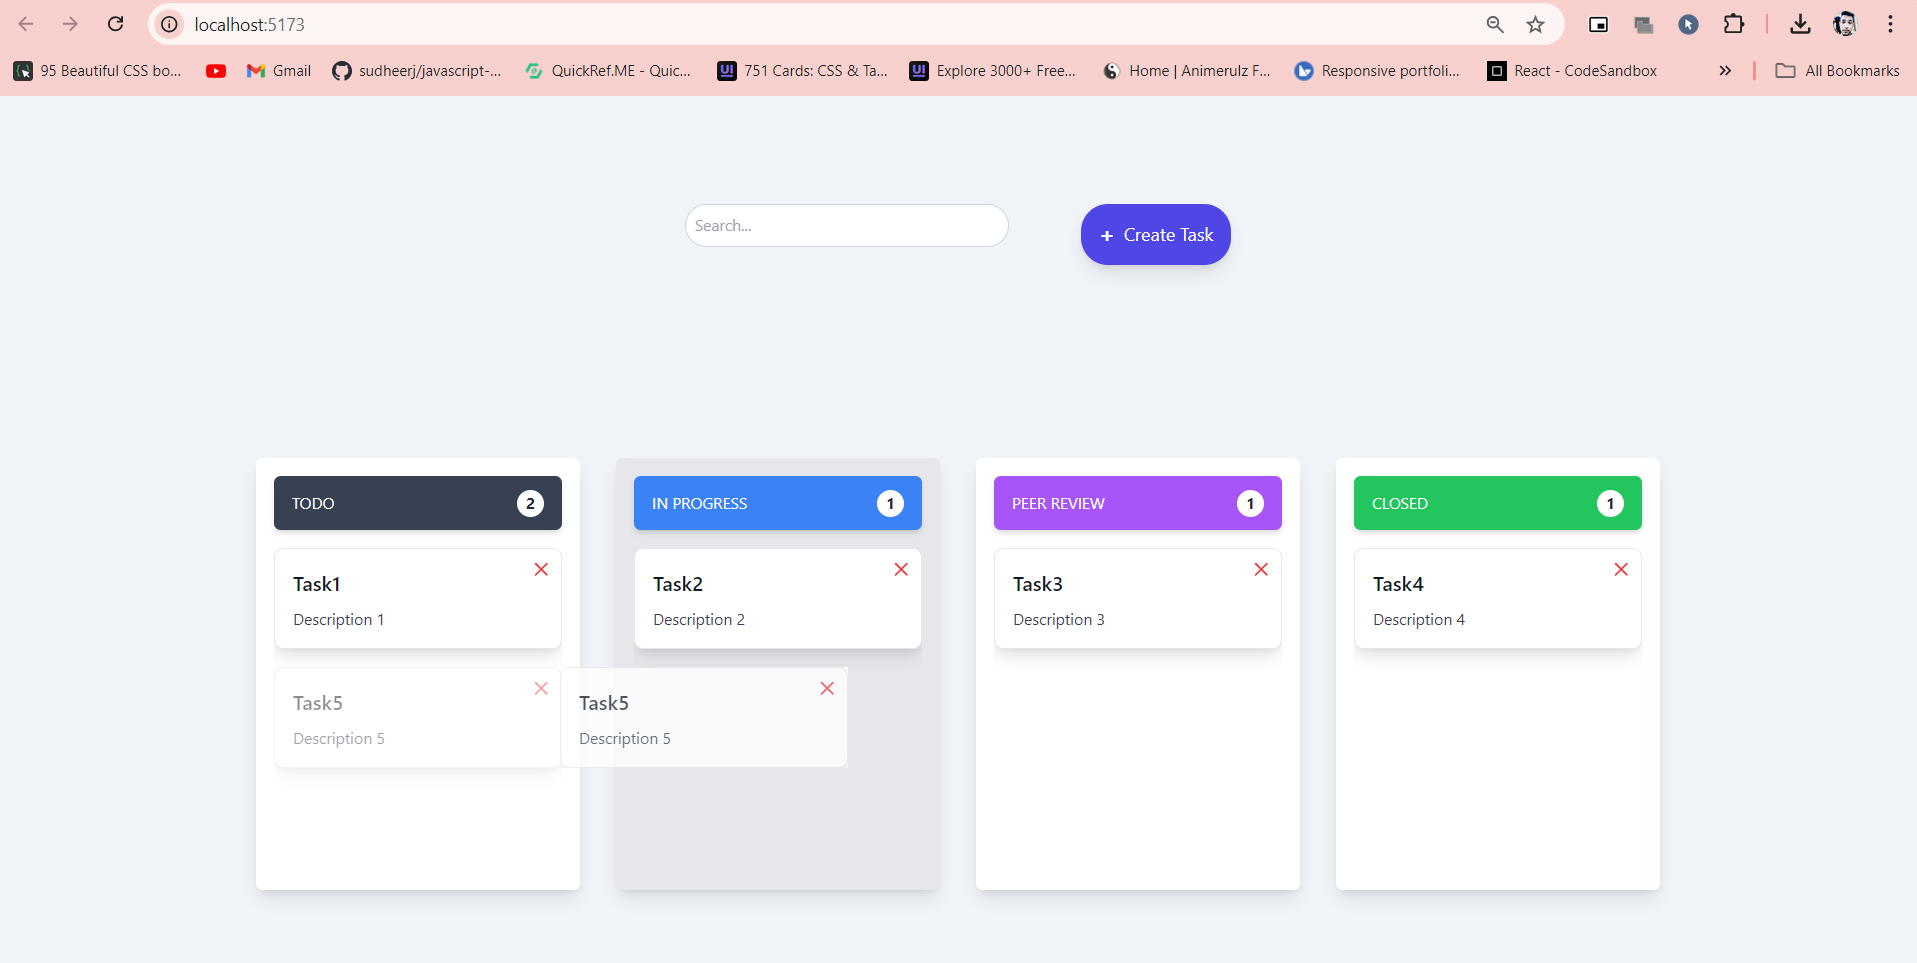 localhost:5173
95 Beautiful CSS bo... Gmail sudheerj/javascript-... QuickRef.ME - Quic... UI 751 Cards: CSS & Ta... UI Explore 3000+ Free... Home | Animerulz F... Responsive portfoli... React - CodeSandbox All Bookmarks
Search... + Create Task
TODO 2
Task1
Description 1
Task5
Description 5
IN PROGRESS 1
Task2
Description 2
Task5
Description 5
PEER REVIEW 1
Task3
Description 3
CLOSED 1
Task4
Description 4